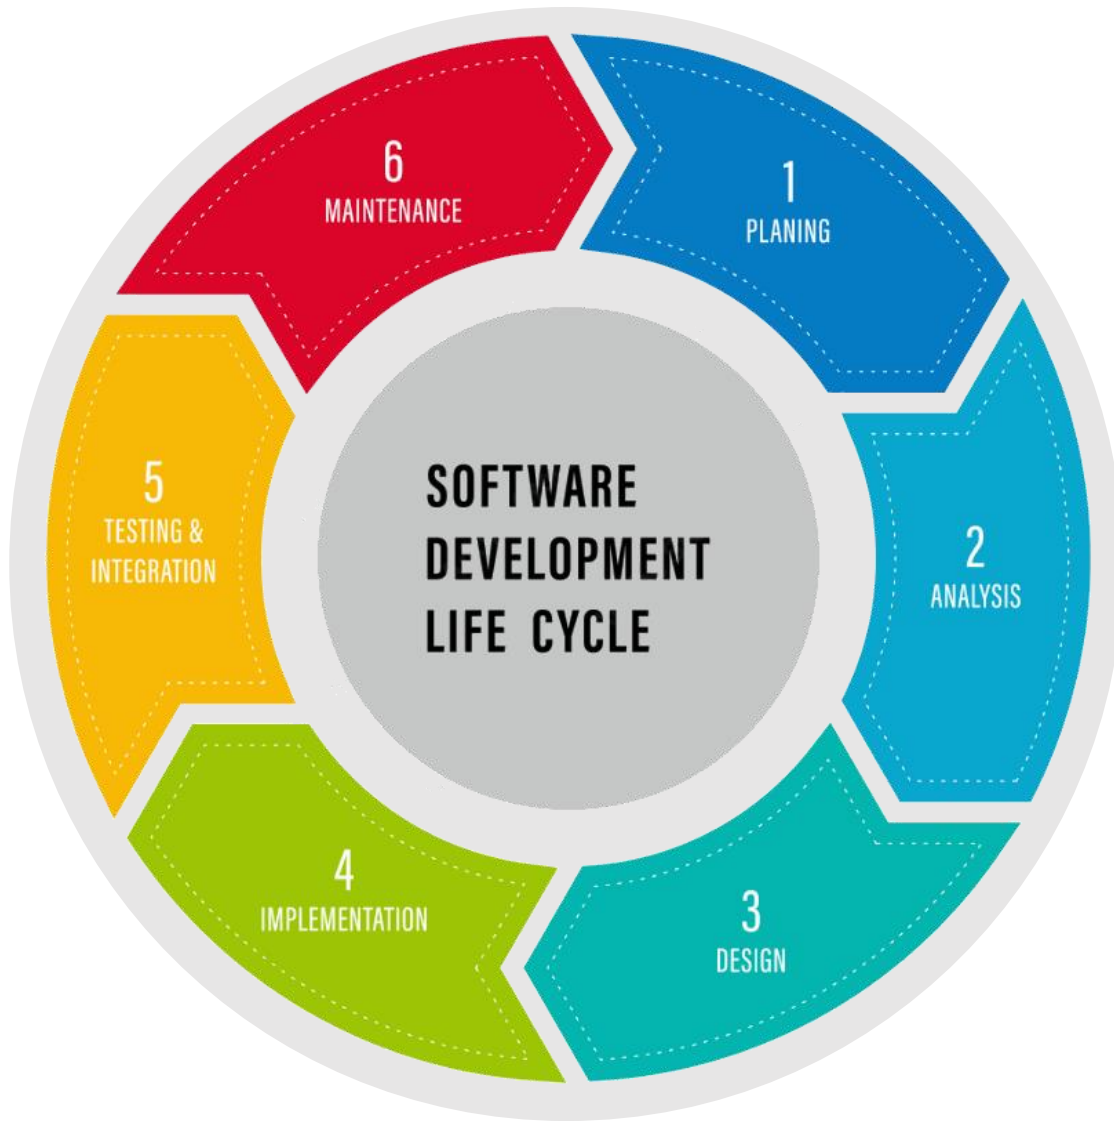 SOFTWARE
DEVELOPMENT
LIFE CYCLE
1
PLANING
2
ANALYSIS
3
DESIGN
4
IMPLEMENTATION
5
TESTING &
INTEGRATION
6
MAINTENANCE